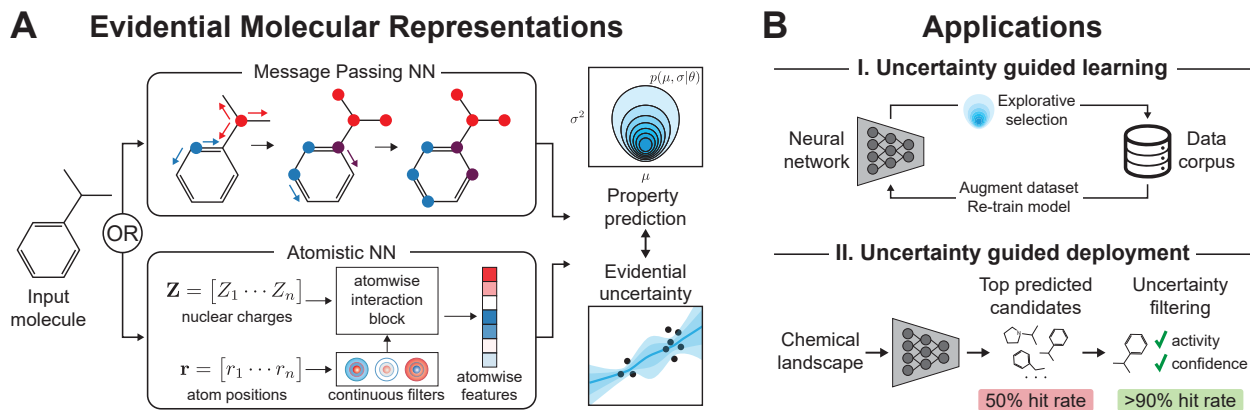 A
Evidential Molecular Representations
Message Passing NN
Input
molecule
OR
Atomistic NN
Z = [Z₁ ⋯ Zₙ]
nuclear charges
r = [r₁ ⋯ rₙ]
atom positions
atomwise
interaction
block
continuous filters
atomwise
features
p(μ, σ|θ)
σ²
μ
Property
prediction
Evidential
uncertainty
B
Applications
I. Uncertainty guided learning
Neural
network
Explorative
selection
Data
corpus
Augment dataset
Re-train model
II. Uncertainty guided deployment
Chemical
landscape
Top predicted
candidates
N
...
50% hit rate
Uncertainty
filtering
✓ activity
✓ confidence
>90% hit rate